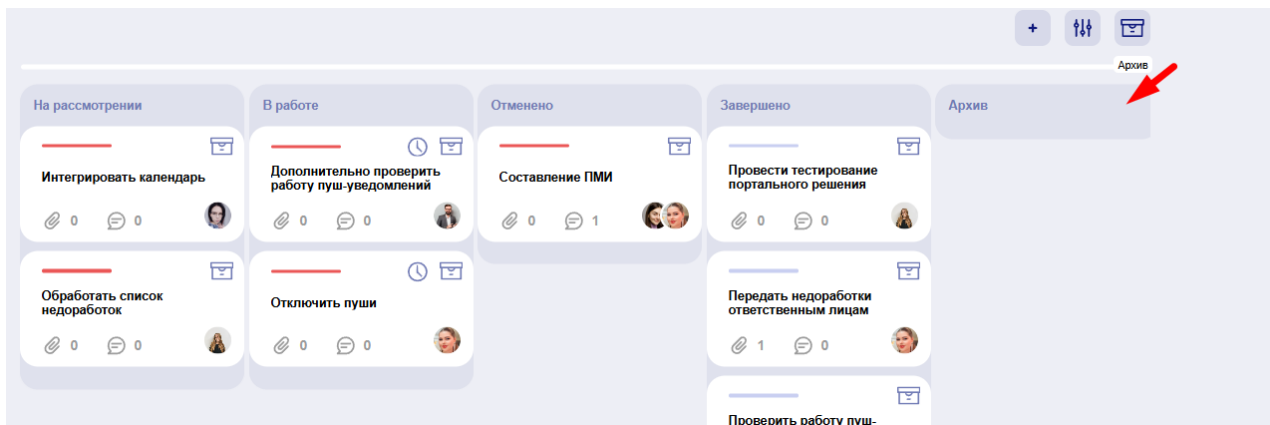 +
Архив
На рассмотрении
В работе
Отменено
Завершено
Архив
Интегрировать календарь
0 0
Дополнительно проверить
работу пуш-уведомлений
0 0
Составление ПМИ
0 1
Провести тестирование
портального решения
0 0
Обработать список
недоработок
0 0
Отключить пуши
0 0
Передать недоработки
ответственным лицам
1 0
Проверить работу пуш-